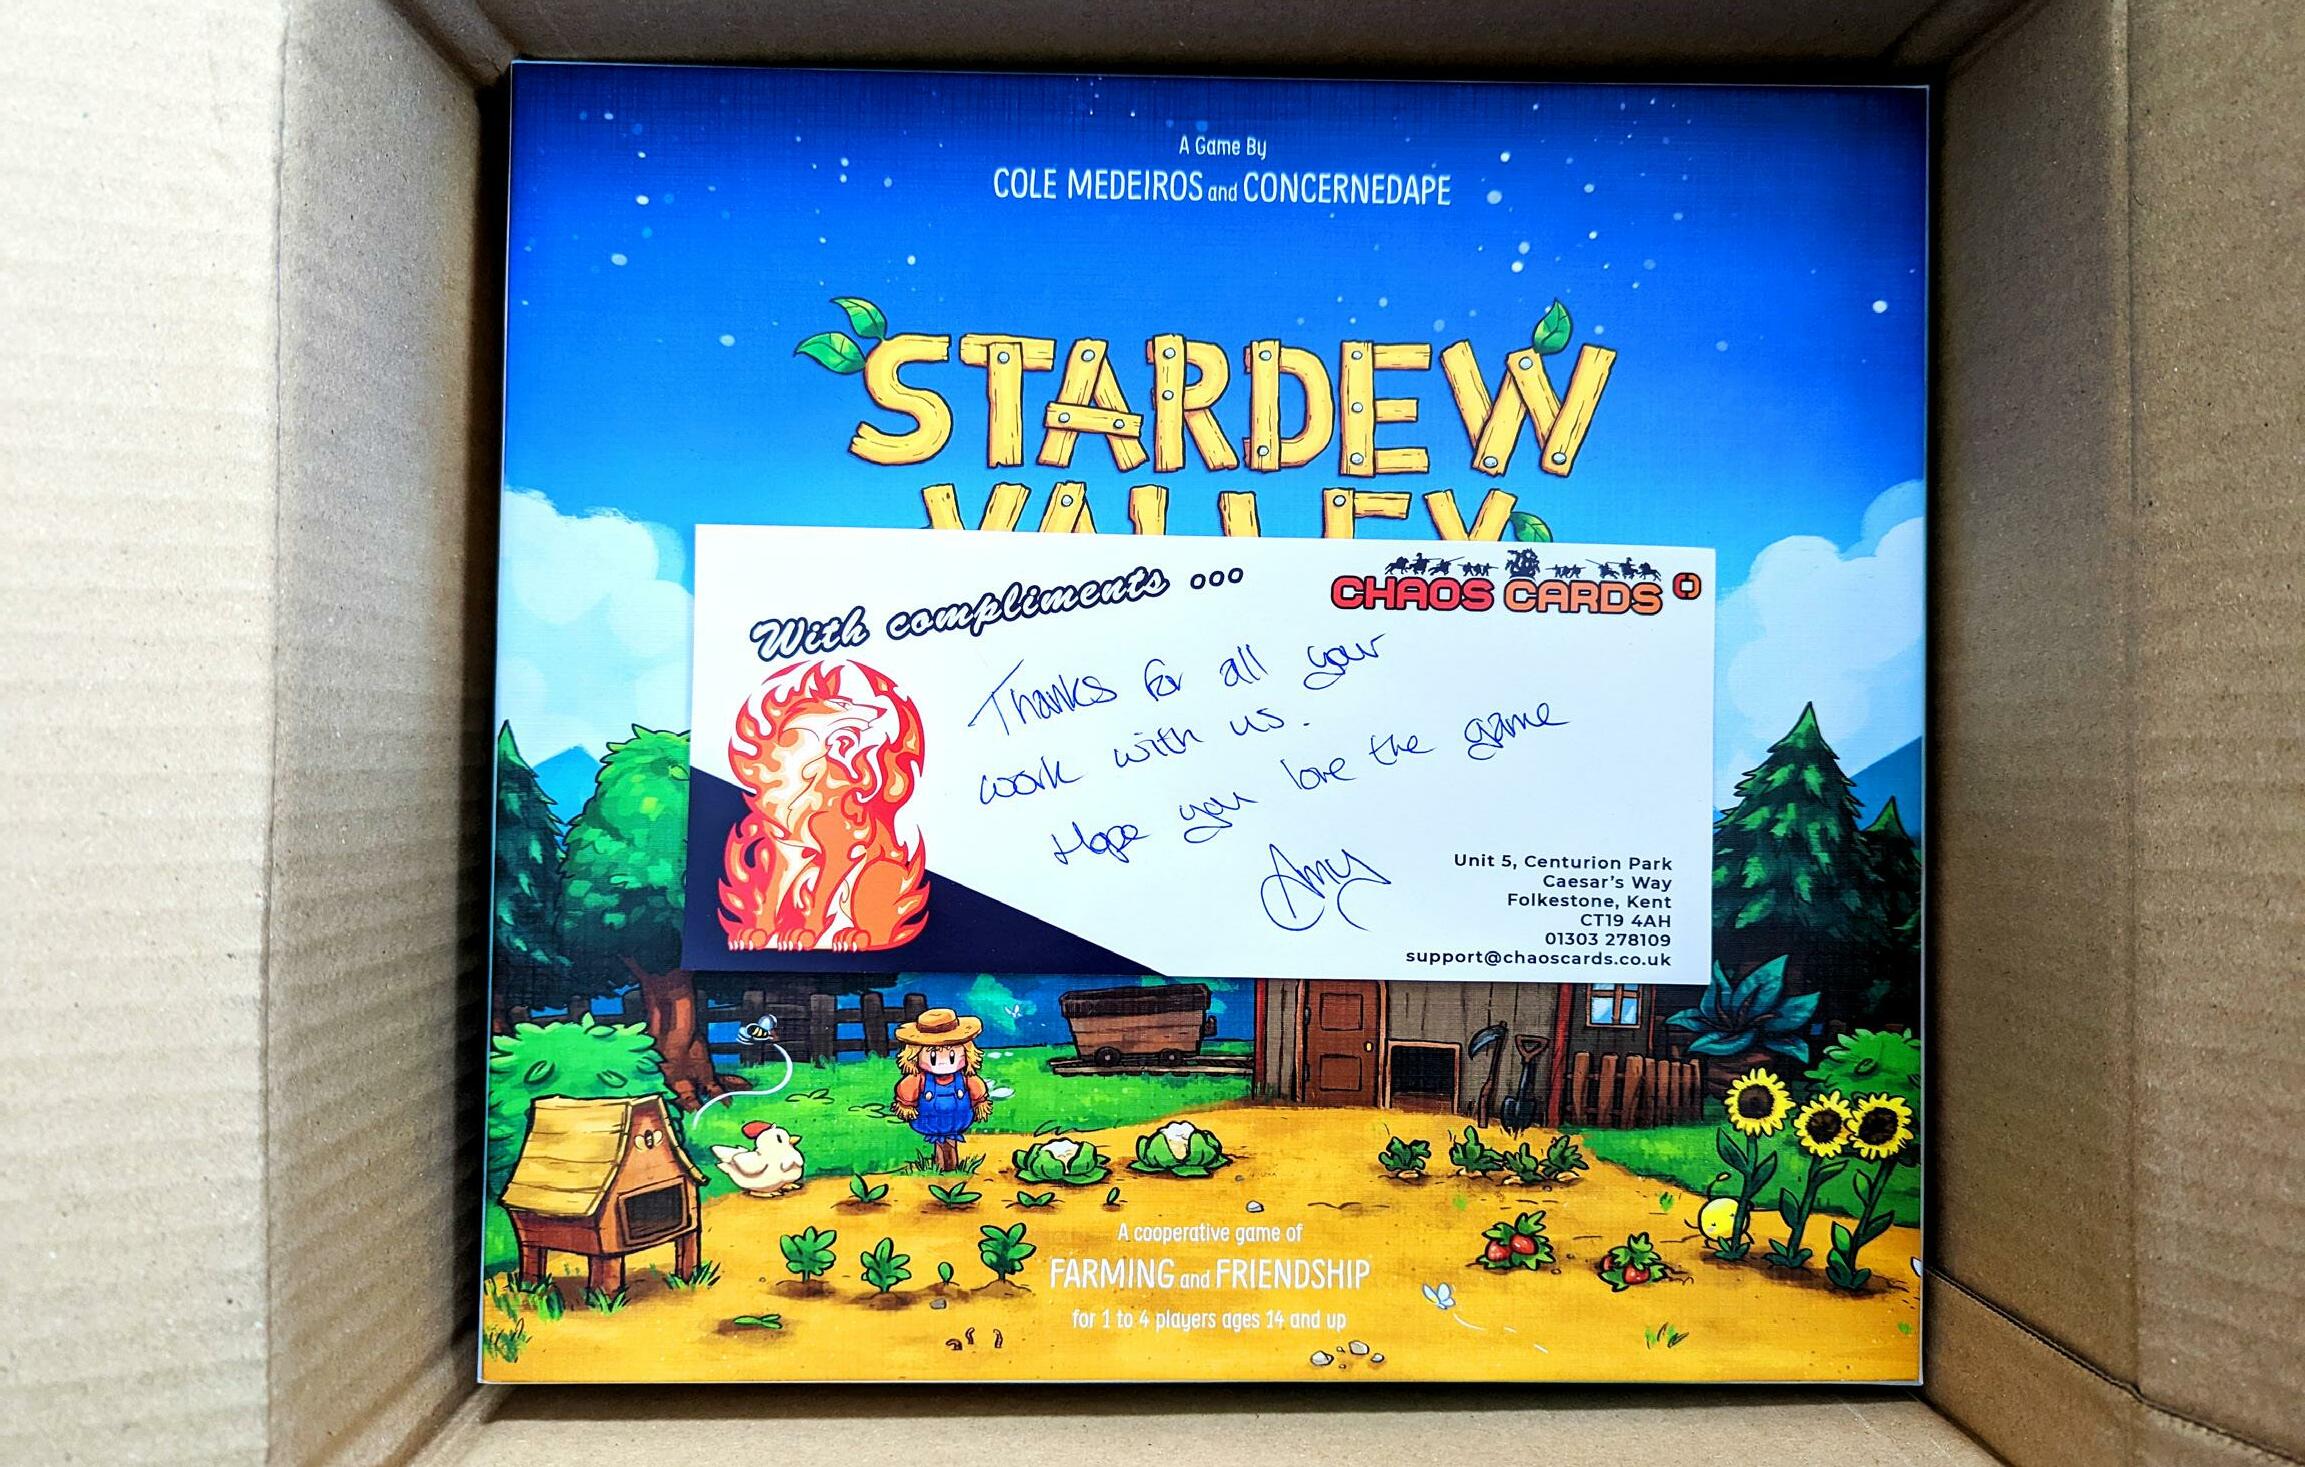 A Game By
COLE MEDEIROS and CONCERNEDAPE
STARDEW
VALLEY
With compliments ...
CHAOS CARDS
Thanks for all your
work with us.
Hope you love the game
Amy
Unit 5, Centurion Park
Caesar's Way
Folkestone, Kent
CT19 4AH
01303 278109
support@chaoscards.co.uk
A cooperative game of
FARMING and FRIENDSHIP
for 1 to 4 players ages 14 and up